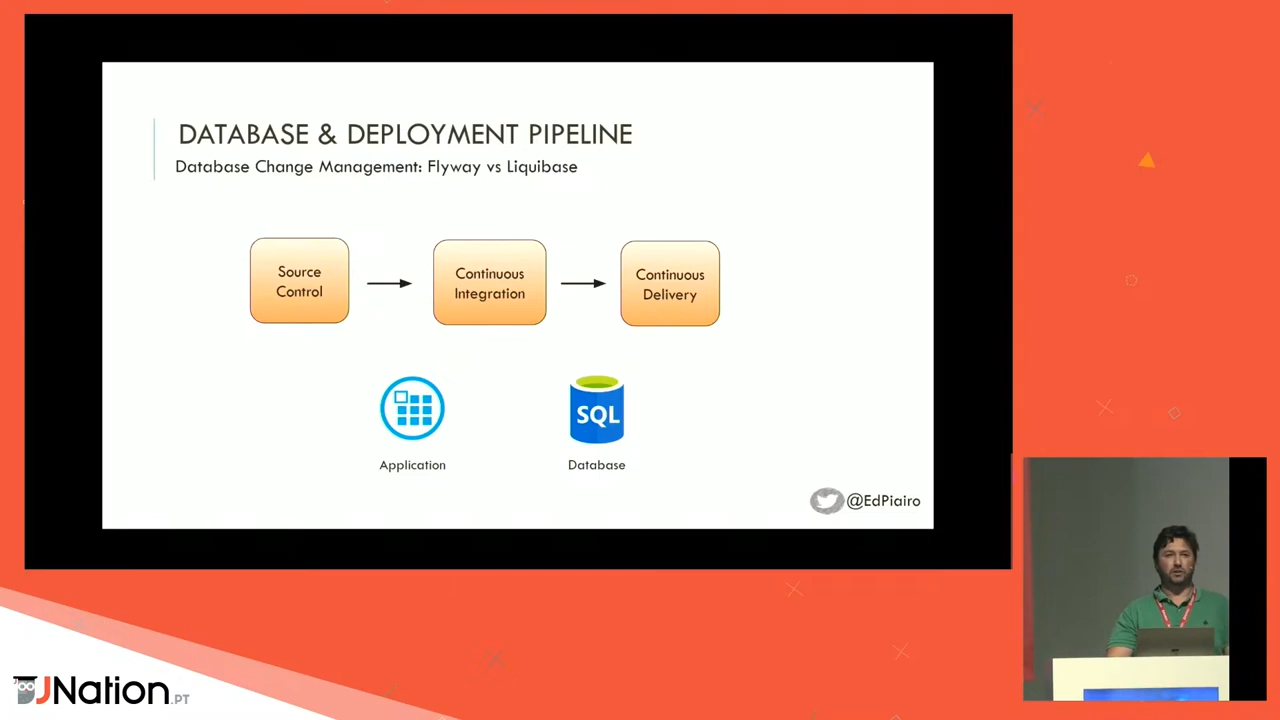 DATABASE & DEPLOYMENT PIPELINE
Database Change Management: Flyway vs Liquibase
Source
Control
Continuous
Integration
Continuous
Delivery
SQL
Application
Database
@EdPiairo
JNation.PT